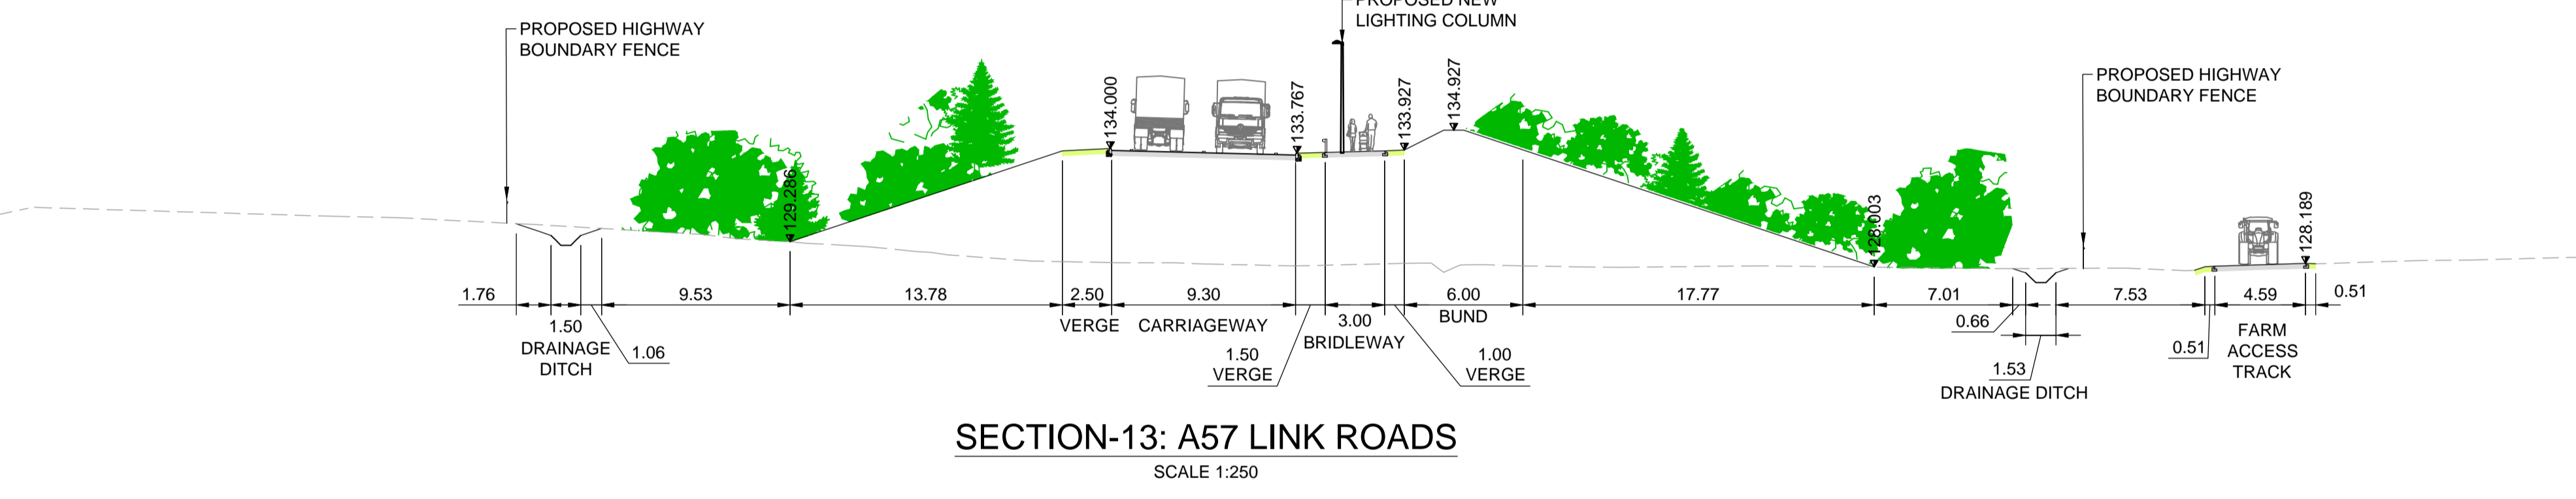 PROPOSED NEW
LIGHTING COLUMN
PROPOSED HIGHWAY
BOUNDARY FENCE
PROPOSED HIGHWAY
BOUNDARY FENCE
134.000
133.767
133.927
134.927
129.286
128.003
128.189
1.76
9.53
13.78
2.50
9.30
6.00
17.77
7.01
7.53
4.59
0.51
1.50
DRAINAGE
DITCH
1.06
VERGE
CARRIAGEWAY
3.00
BRIDLEWAY
BUND
1.50
VERGE
1.00
VERGE
0.66
1.53
DRAINAGE DITCH
0.51
FARM
ACCESS
TRACK
SECTION-13: A57 LINK ROADS
SCALE 1:250